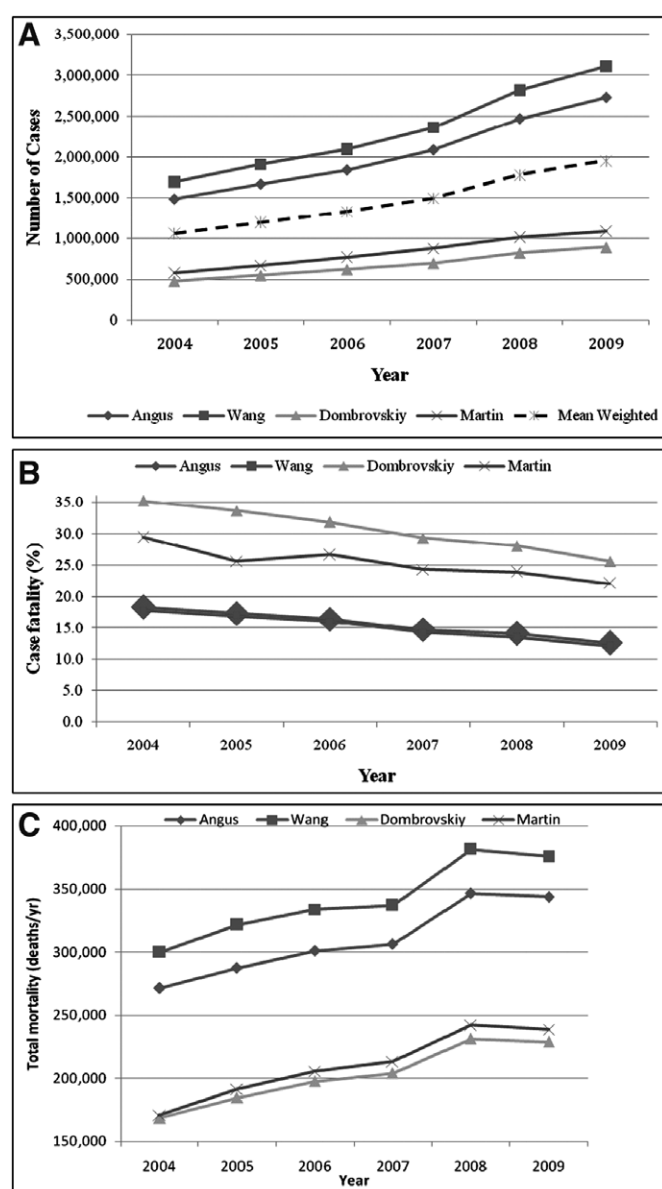 A
3,500,000
3,000,000
2,500,000
2,000,000
1,500,000
1,000,000
500,000
0
Number of Cases
2004 2005 2006 2007 2008 2009
Year
Angus Wang Dombrovskiy Martin Mean Weighted
B
Angus Wang Dombrovskiy Martin
35.0
30.0
25.0
20.0
15.0
10.0
5.0
0.0
Case fatality (%)
2004 2005 2006 2007 2008 2009
Year
C
Angus Wang Dombrovskiy Martin
400,000
350,000
300,000
250,000
200,000
150,000
Total mortality (deaths/yr)
2004 2005 2006 2007 2008 2009
Year